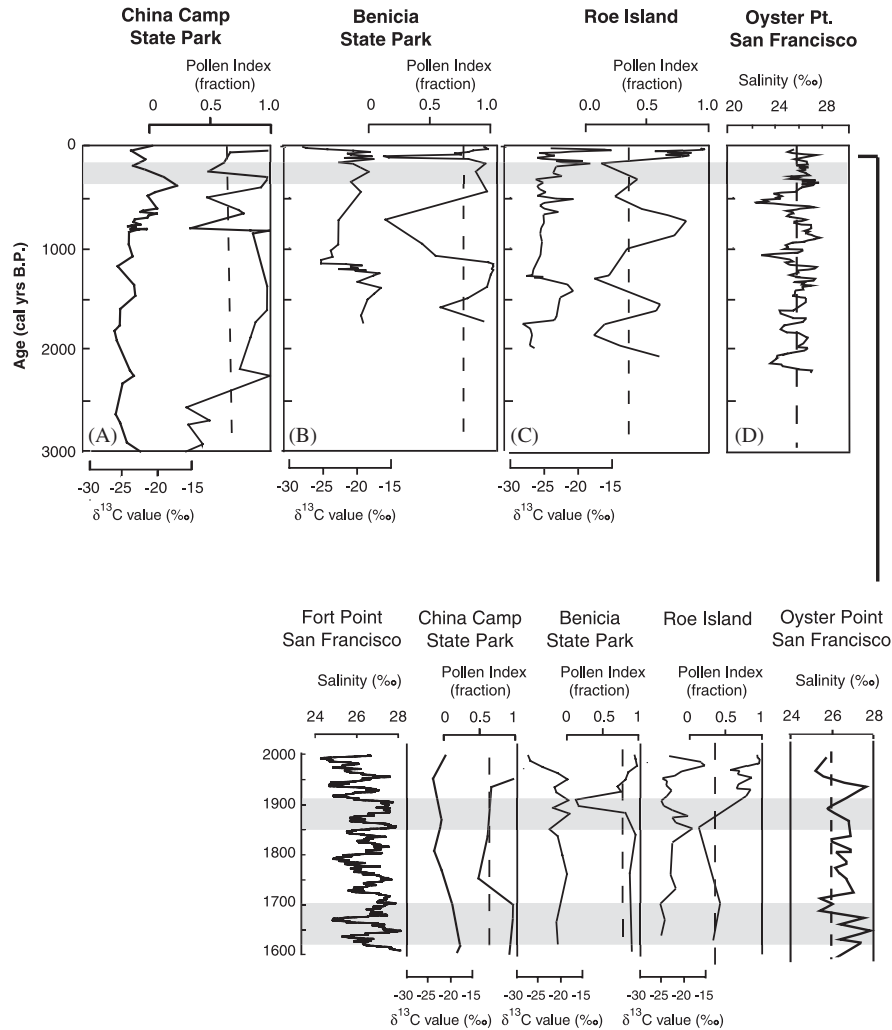 China Camp
State Park
Benicia
State Park
Roe Island
Oyster Pt.
San Francisco
Pollen Index
(fraction)
Pollen Index
(fraction)
Pollen Index
(fraction)
Salinity (‰)
0 0.5 1.0
0 0.5 1.0
0.0 0.5 1.0
20 24 28
Age (cal yrs B.P.)
0
1000
2000
3000
(A)
(B)
(C)
(D)
-30 -25 -20 -15
-30 -25 -20 -15
-30 -25 -20 -15
δ¹³C value (‰)
δ¹³C value (‰)
δ¹³C value (‰)
Fort Point
San Francisco
China Camp
State Park
Benicia
State Park
Roe Island
Oyster Point
San Francisco
Salinity (‰)
Pollen Index
(fraction)
Pollen Index
(fraction)
Pollen Index
(fraction)
Salinity (‰)
24 26 28
0 0.5 1
0 0.5 1
0 0.5 1
24 26 28
2000
1900
1800
1700
1600
-30 -25 -20 -15
-30 -25 -20 -15
-30 -25 -20 -15
δ¹³C value (‰)
δ¹³C value (‰)
δ¹³C value (‰)